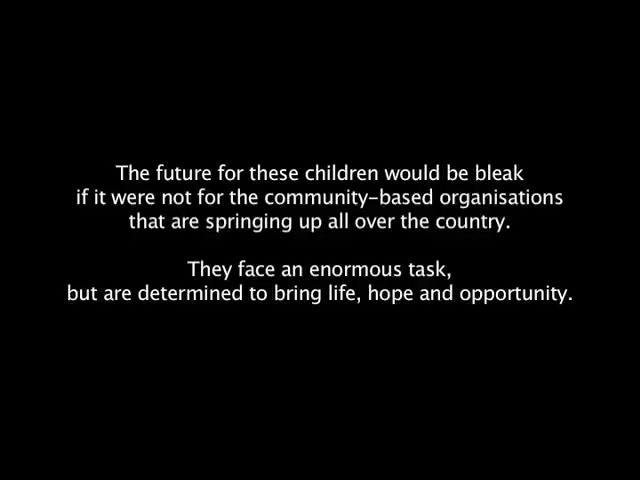 The future for these children would be bleak
if it were not for the community-based organisations
that are springing up all over the country.
They face an enormous task,
but are determined to bring life, hope and opportunity.